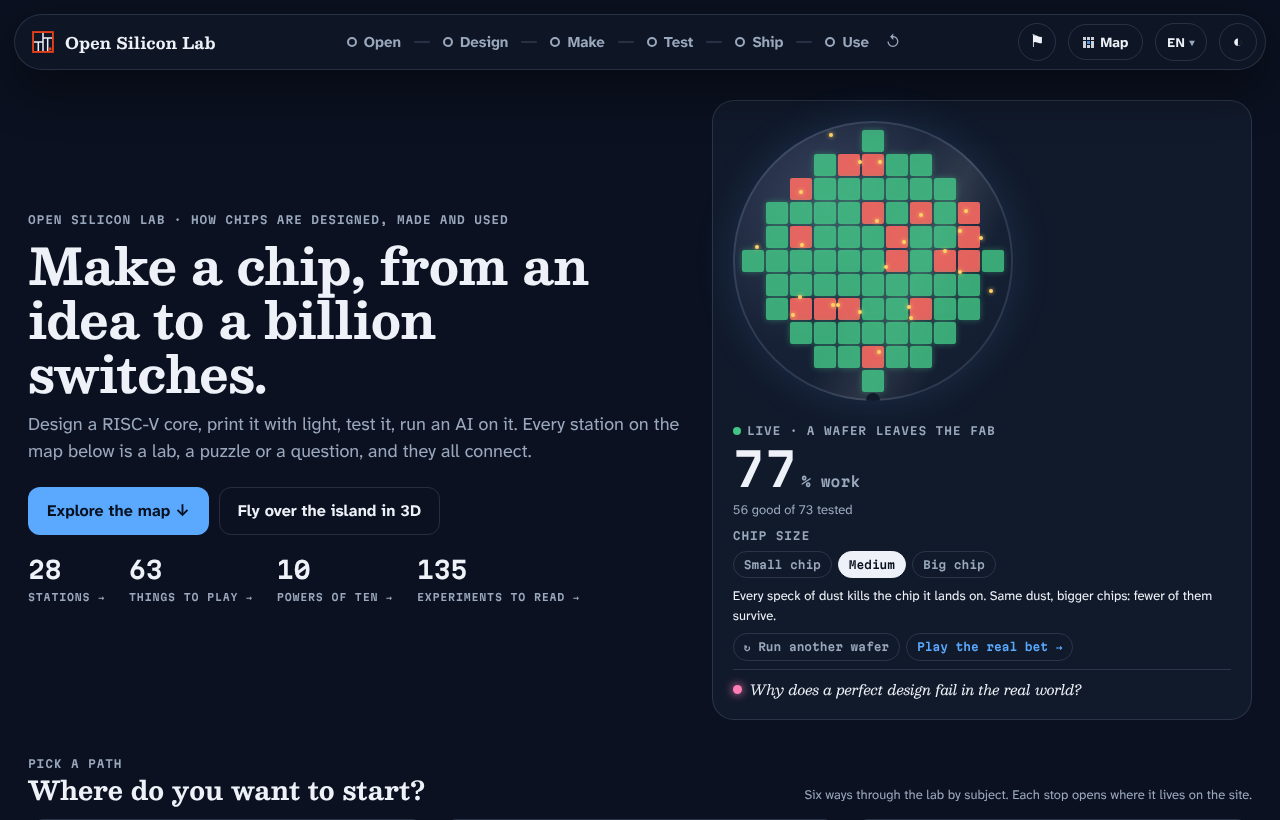 Open Silicon Lab
Open
Design
Make
Test
Ship
Use
Map
EN
OPEN SILICON LAB · HOW CHIPS ARE DESIGNED, MADE AND USED
Make a chip, from an
idea to a billion
switches.
Design a RISC-V core, print it with light, test it, run an AI on it. Every station on the
map below is a lab, a puzzle or a question, and they all connect.
Explore the map ↓
Fly over the island in 3D
28
STATIONS →
63
THINGS TO PLAY →
10
POWERS OF TEN →
135
EXPERIMENTS TO READ →
LIVE · A WAFER LEAVES THE FAB
77 % work
56 good of 73 tested
CHIP SIZE
Small chip
Medium
Big chip
Every speck of dust kills the chip it lands on. Same dust, bigger chips: fewer of them
survive.
↻ Run another wafer
Play the real bet →
Why does a perfect design fail in the real world?
PICK A PATH
Where do you want to start?
Six ways through the lab by subject. Each stop opens where it lives on the site.